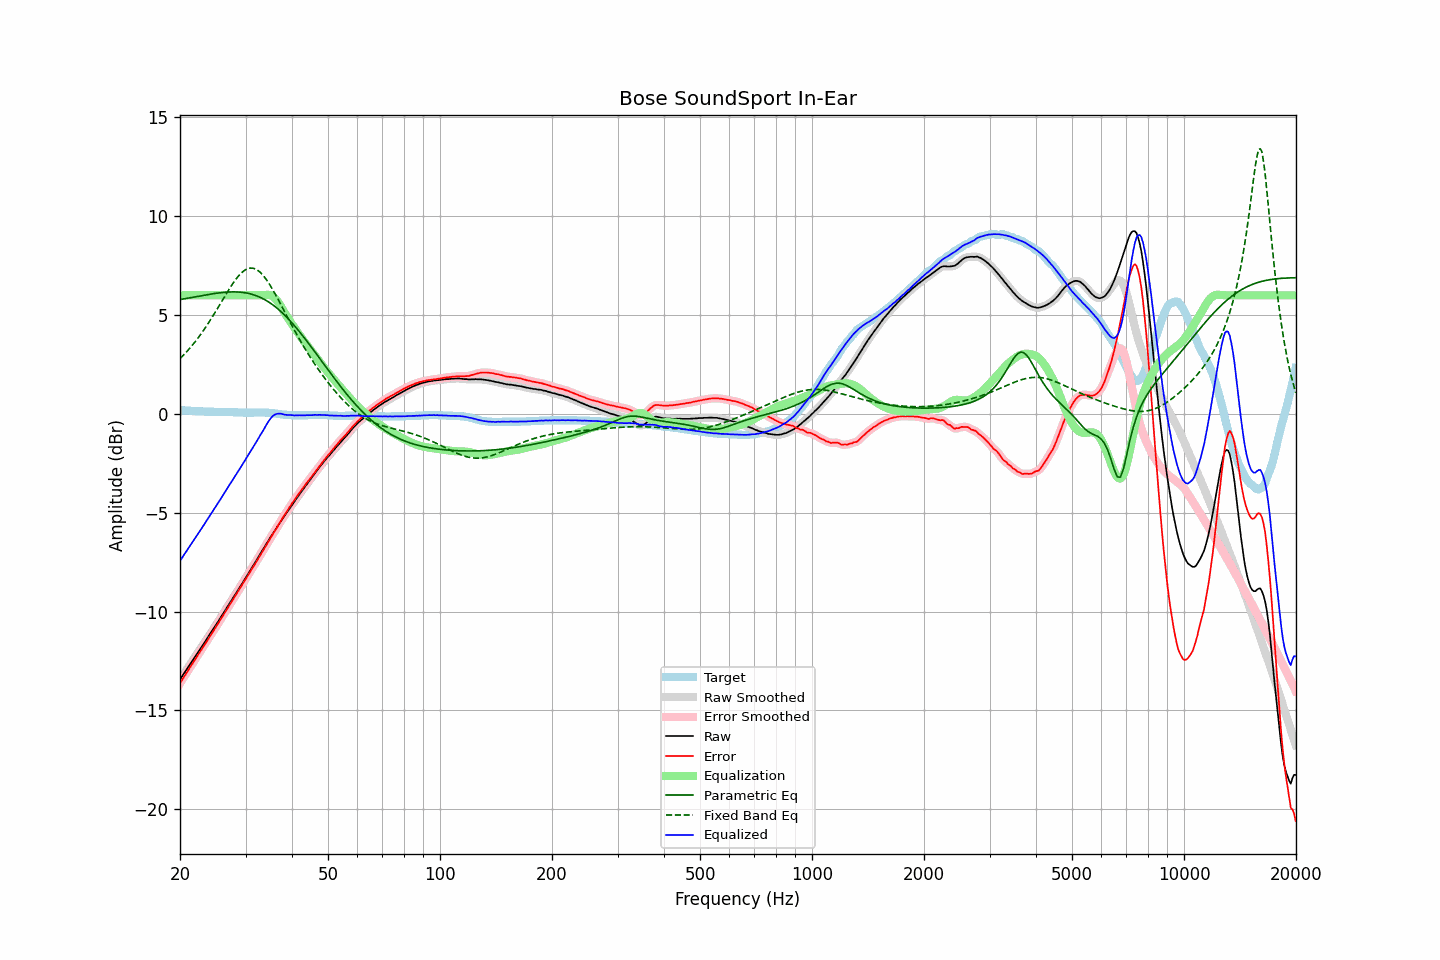 Bose SoundSport In-Ear
Amplitude (dBr)
15
10
5
0
−5
−10
−15
−20
Target
Raw Smoothed
Error Smoothed
Raw
Error
Equalization
Parametric Eq
Fixed Band Eq
Equalized
20 50 100 200 500 1000 2000 5000 10000 20000
Frequency (Hz)